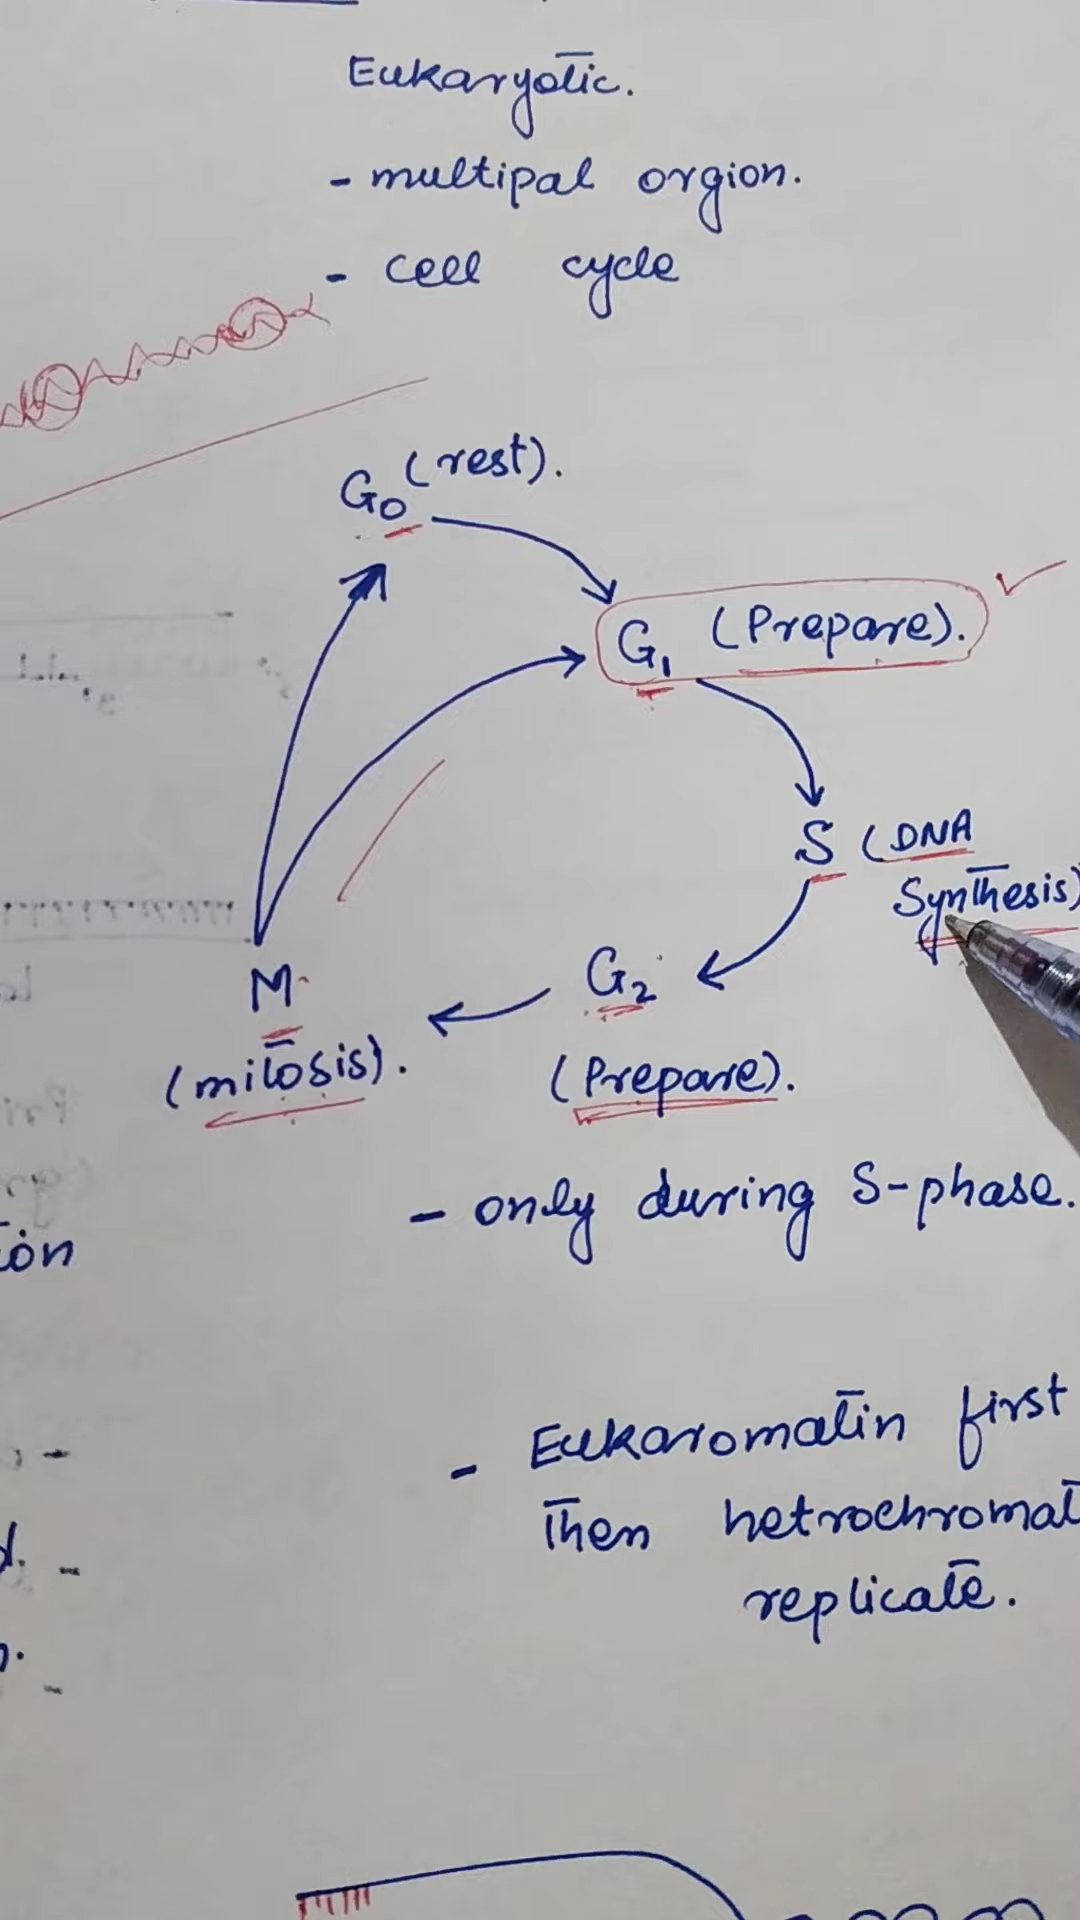 Eukaryotic.
- multipal orgion.
- cell cycle
G0 (rest).
G1 (Prepare).
S (DNA
Synthesis)
G2
M
(mitosis).
(Prepare).
- only during S-phase.
- Eukaromatin first
Then hetrochromat
replicate.